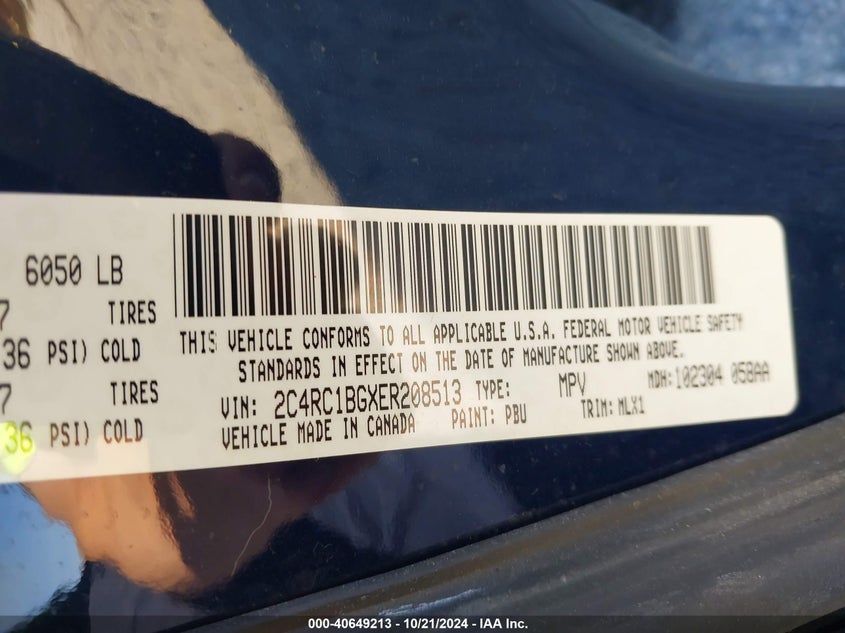 6050 LB
7 TIRES
36 PSI) COLD
7 TIRES
36 PSI) COLD
THIS VEHICLE CONFORMS TO ALL APPLICABLE U.S.A. FEDERAL MOTOR VEHICLE SAFETY
STANDARDS IN EFFECT ON THE DATE OF MANUFACTURE SHOWN ABOVE.
VIN: 2C4RC1BGXER208513 TYPE: MPV MDH:102304 058AA
VEHICLE MADE IN CANADA PAINT: PBU TRIM: MLX1
000-40649213 - 10/21/2024 - IAA Inc.